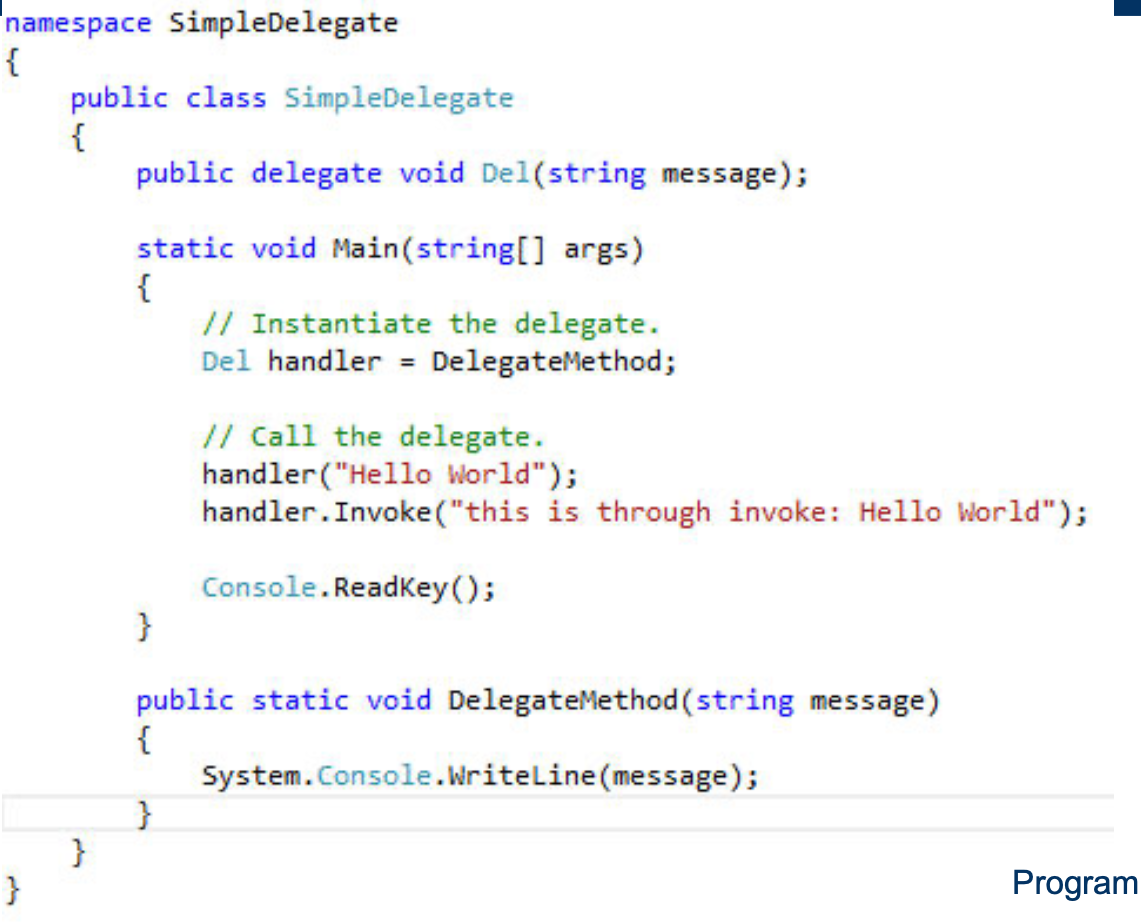 namespace SimpleDelegate
{
    public class SimpleDelegate
    {
        public delegate void Del(string message);

        static void Main(string[] args)
        {
            // Instantiate the delegate.
            Del handler = DelegateMethod;

            // Call the delegate.
            handler("Hello World");
            handler.Invoke("this is through invoke: Hello World");

            Console.ReadKey();
        }

        public static void DelegateMethod(string message)
        {
            System.Console.WriteLine(message);
        }
    }
}
Program